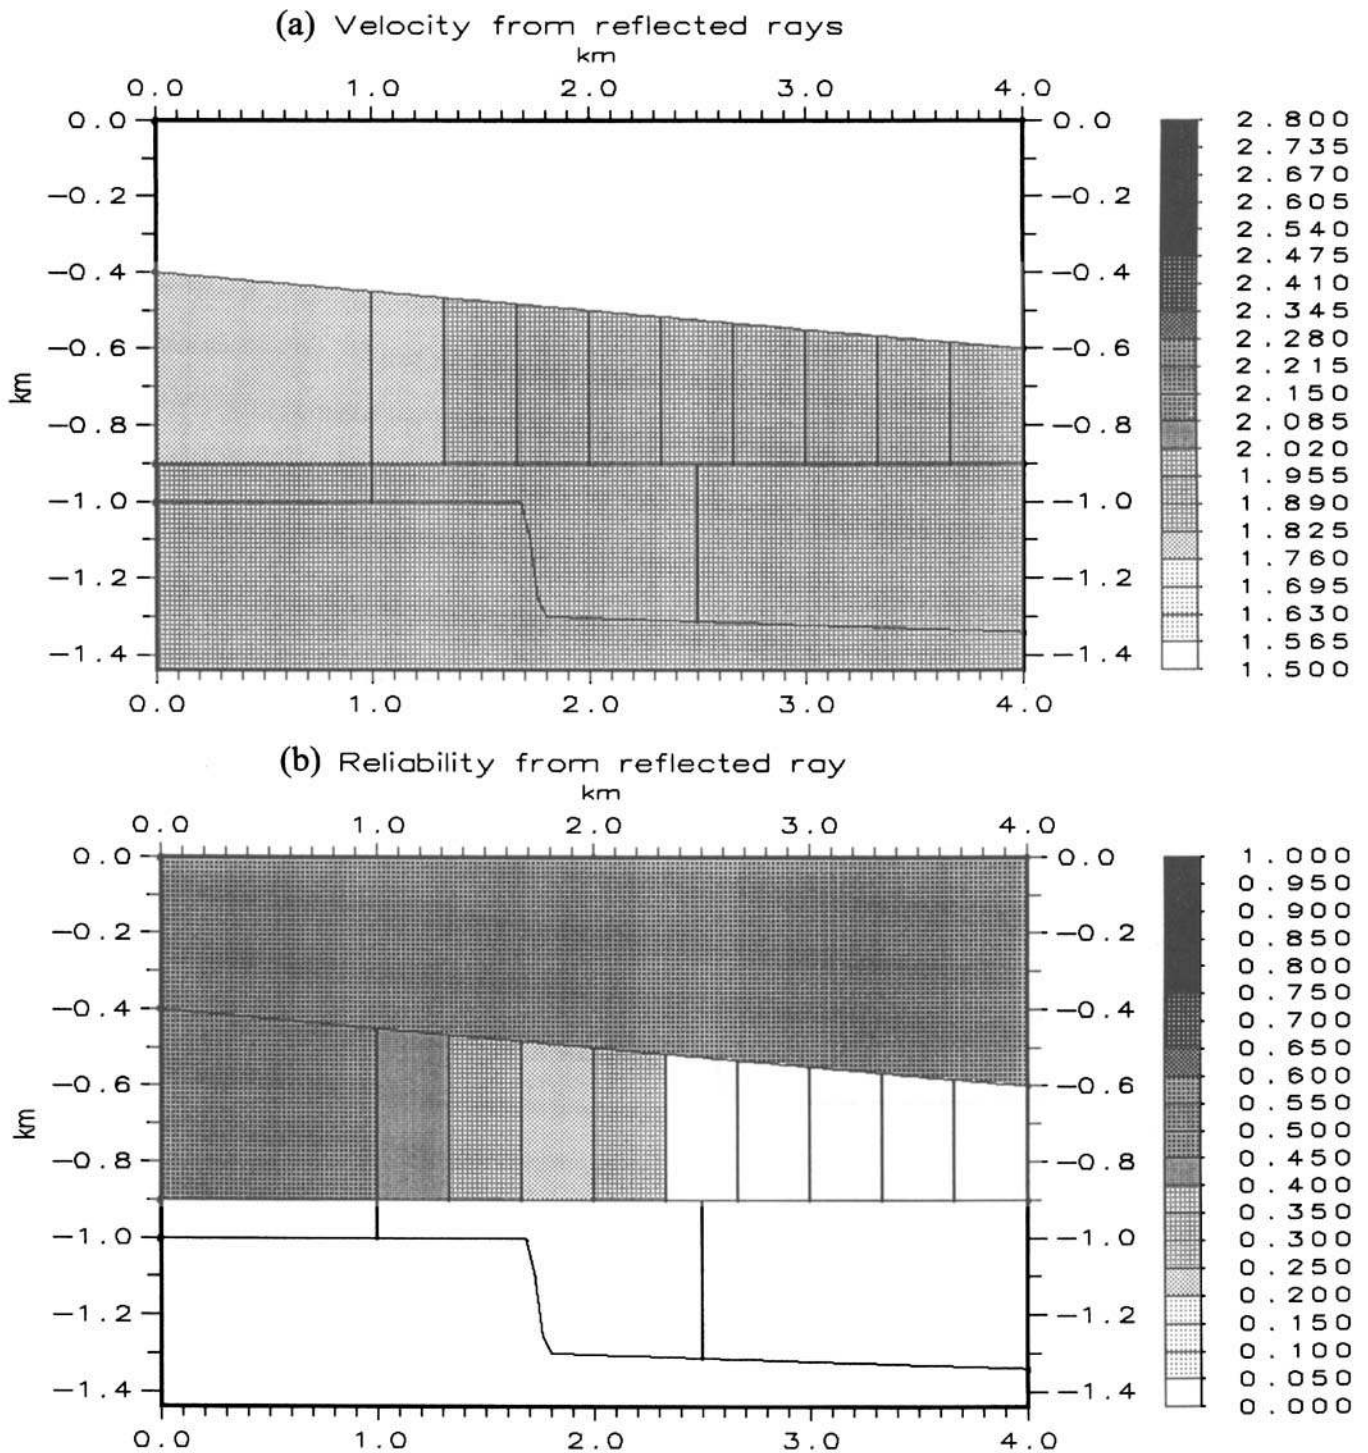 (a) Velocity from reflected rays
km
0.0 1.0 2.0 3.0 4.0
0.0 0.0 2.800
2.735
−0.2 −0.2 2.670
2.605
2.540
−0.4 −0.4 2.475
2.410
2.345
−0.6 −0.6 2.280
km
2.215
2.150
−0.8 −0.8 2.085
2.020
1.955
−1.0 −1.0 1.890
1.825
−1.2 −1.2 1.760
1.695
1.630
−1.4 −1.4 1.565
1.500
0.0 1.0 2.0 3.0 4.0
(b) Reliability from reflected ray
km
0.0 1.0 2.0 3.0 4.0
0.0 0.0 1.000
0.950
−0.2 −0.2 0.900
0.850
0.800
−0.4 −0.4 0.750
0.700
0.650
−0.6 −0.6 0.600
km
0.550
0.500
−0.8 −0.8 0.450
0.400
0.350
−1.0 −1.0 0.300
0.250
−1.2 −1.2 0.200
0.150
0.100
−1.4 −1.4 0.050
0.000
0.0 1.0 2.0 3.0 4.0